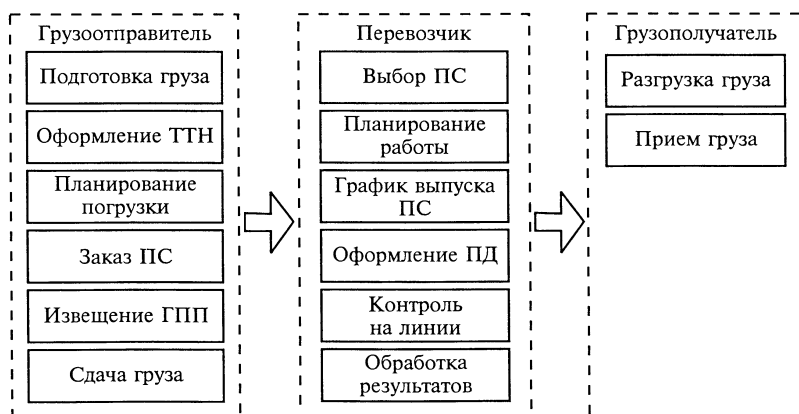 Грузоотправитель
Подготовка груза
Оформление ТТН
Планирование
погрузки
Заказ ПС
Извещение ГПП
Сдача груза
Перевозчик
Выбор ПС
Планирование
работы
График выпуска
ПС
Оформление ПД
Контроль
на линии
Обработка
результатов
Грузополучатель
Разгрузка груза
Прием груза